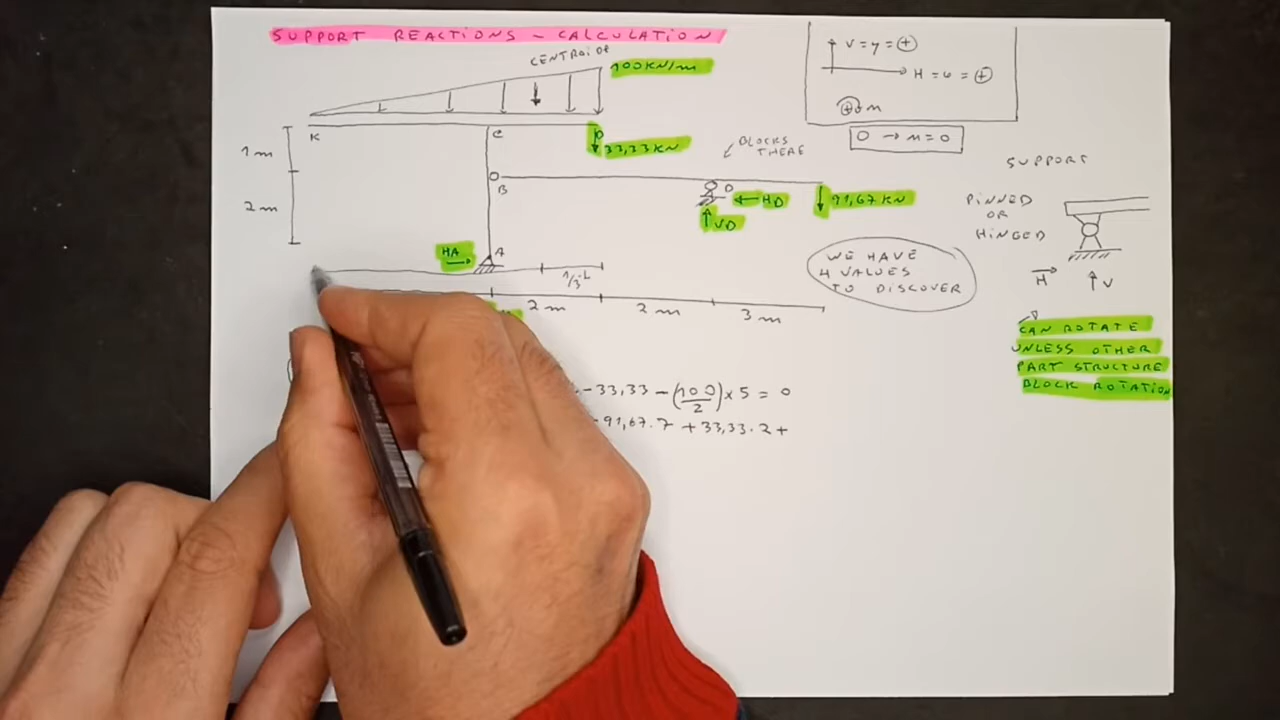 SUPPORT REACTIONS - CALCULATION
CENTROID
100 KN/m
K
C
D
33,33 KN
1 m
2 m
B
BLOCKS
THERE
D
HD
VD
91,67 KN
HA
A
1/3·L
2 m
2 m
3 m
WE HAVE
4 VALUES
TO DISCOVER
- 33,33 - (100/2) × 5 = 0
- 91,67 · 7 + 33,33 · 2 +
V = y = +
+ m
0 → M = 0
SUPPORT
PINNED
OR
HINGED
H
V
CAN ROTATE
UNLESS OTHER
PART STRUCTURE
BLOCK ROTATION